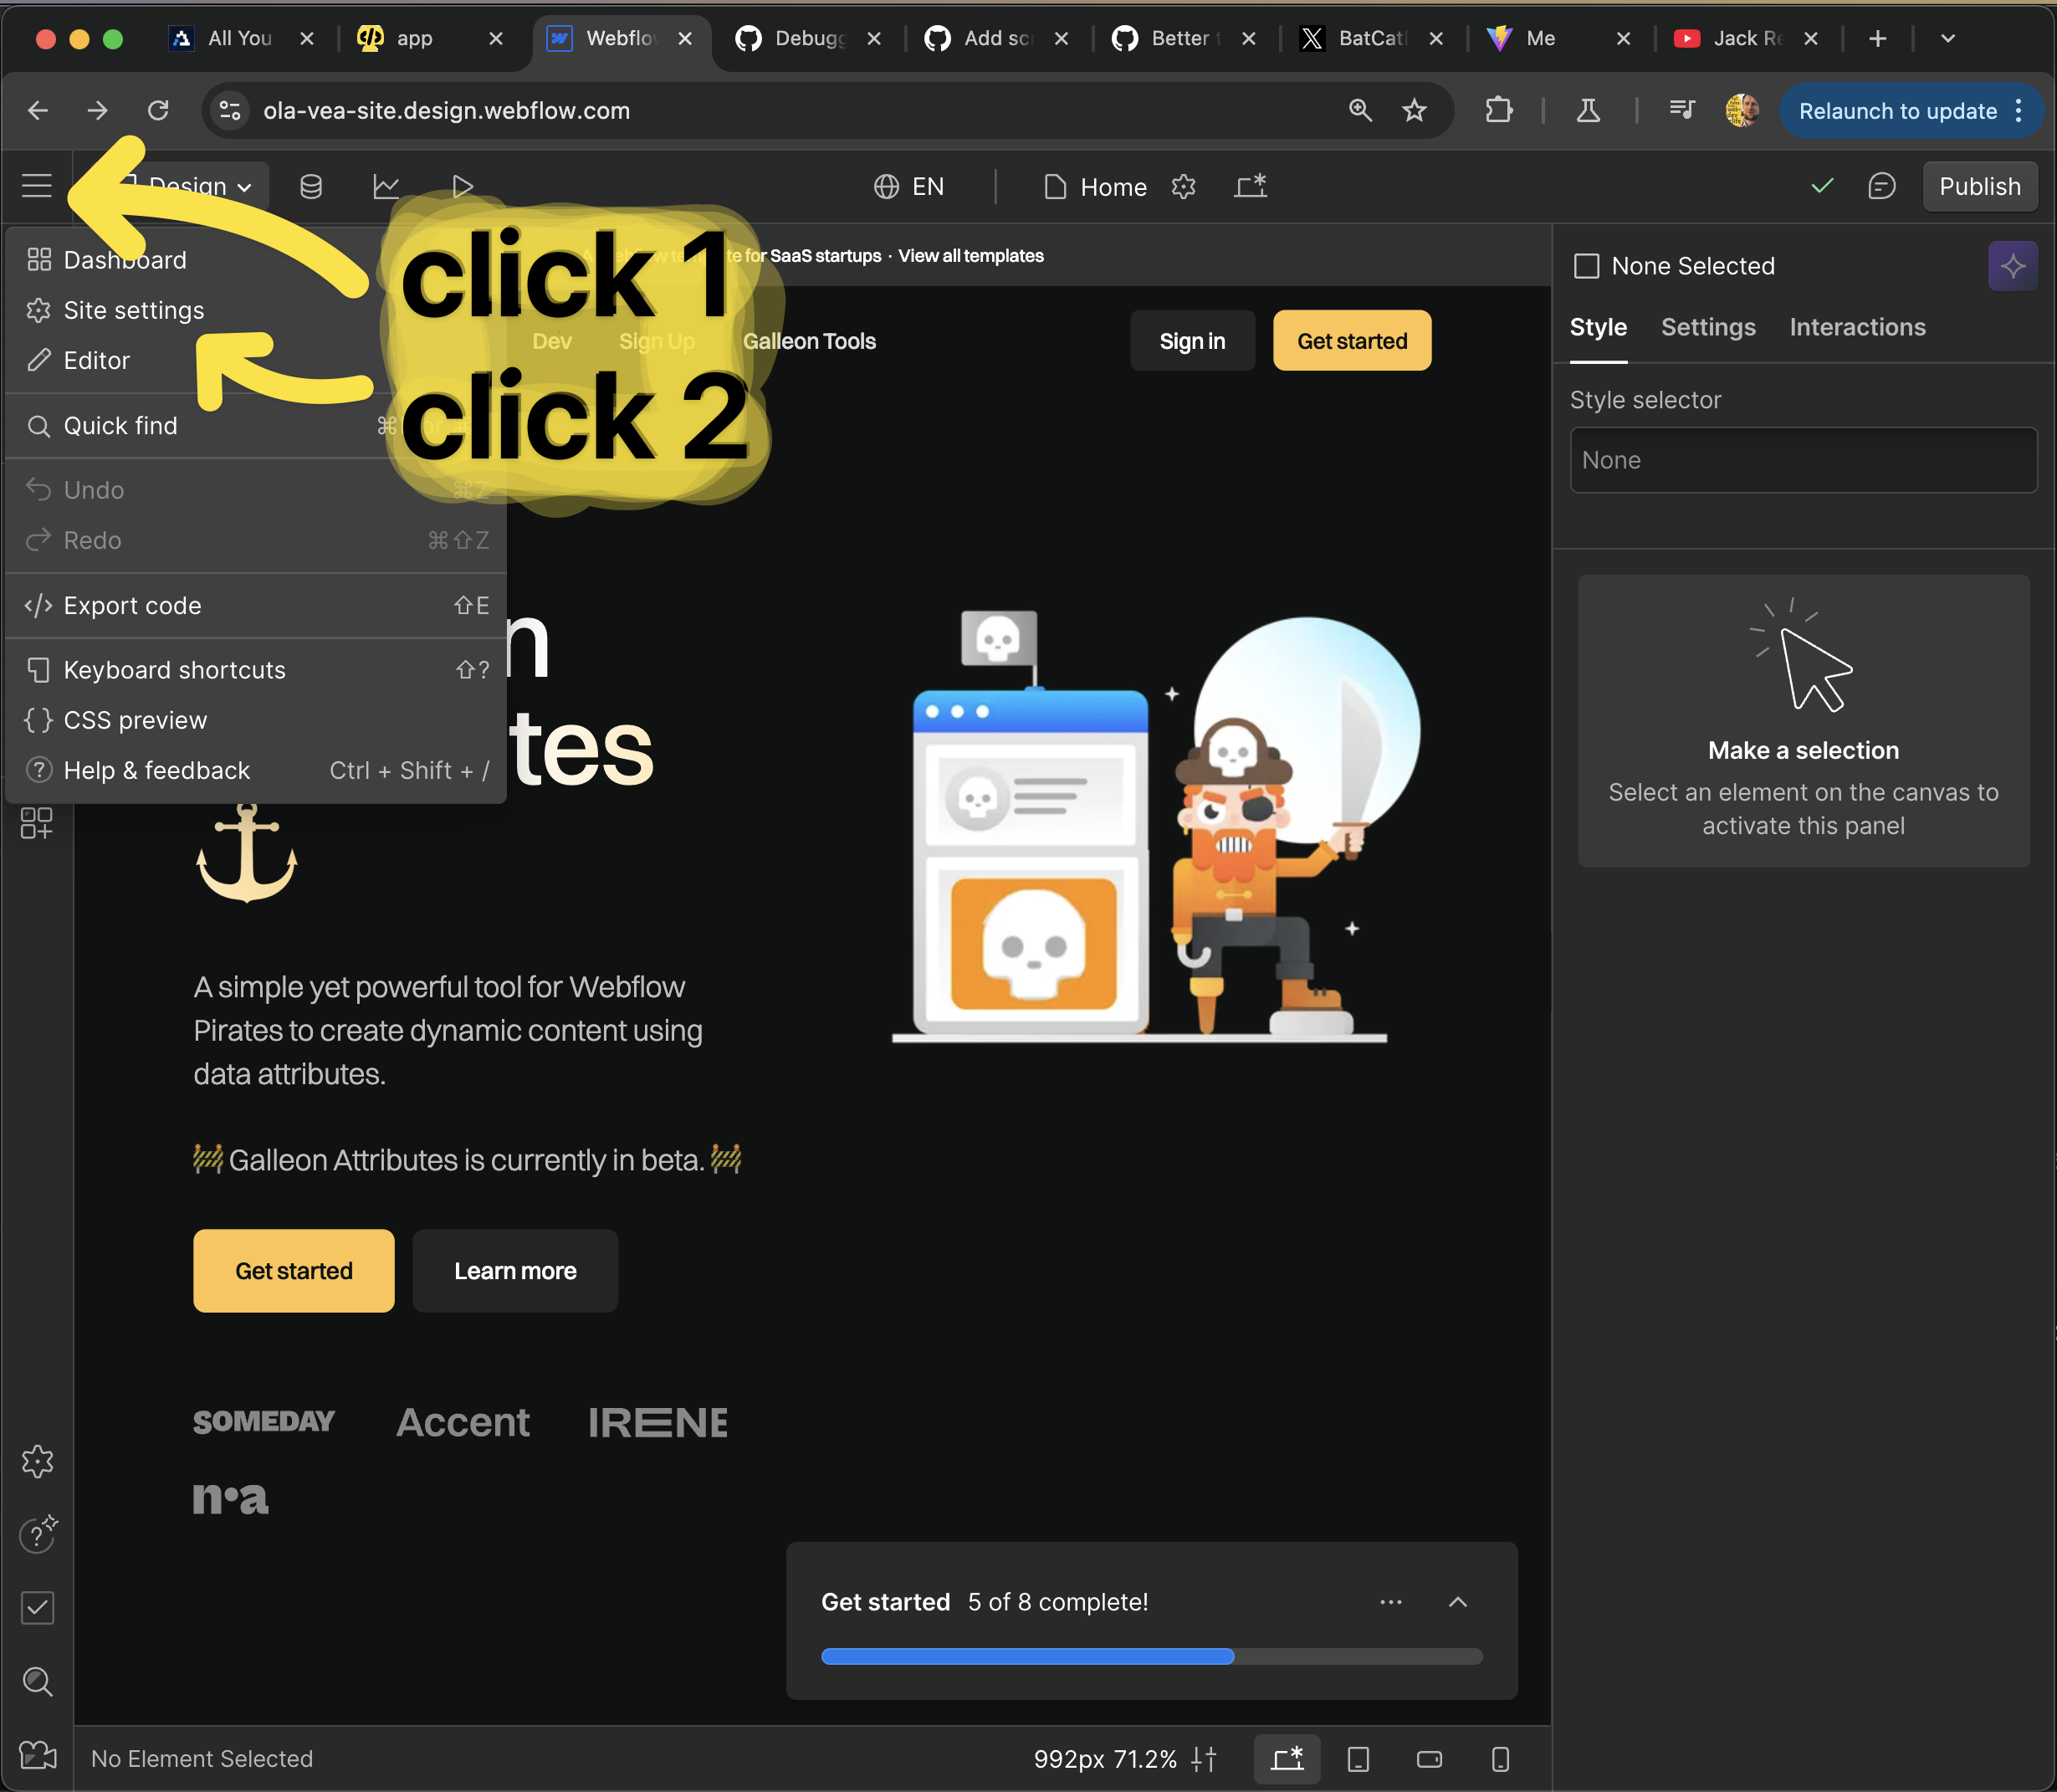 All You
app
Webflo
Debugg
Add sc
Better t
BatCat
Me
Jack Re
ola-vea-site.design.webflow.com
Relaunch to update
Design
EN
Home
Publish
click 1
click 2
Dashboard
Site settings
Editor
Quick find ⌘
Undo ⌘Z
Redo ⌘⇧Z
Export code ⇧E
Keyboard shortcuts ⇧?
CSS preview
Help & feedback Ctrl + Shift + /
for SaaS startups · View all templates
Dev
Sign Up
Galleon Tools
Sign in
Get started
n
tes
A simple yet powerful tool for Webflow
Pirates to create dynamic content using
data attributes.
🚧 Galleon Attributes is currently in beta. 🚧
Get started
Learn more
SOMEDAY
Accent
IRENE
n•a
Get started 5 of 8 complete!
No Element Selected
992px 71.2%
None Selected
Style
Settings
Interactions
Style selector
None
Make a selection
Select an element on the canvas to
activate this panel